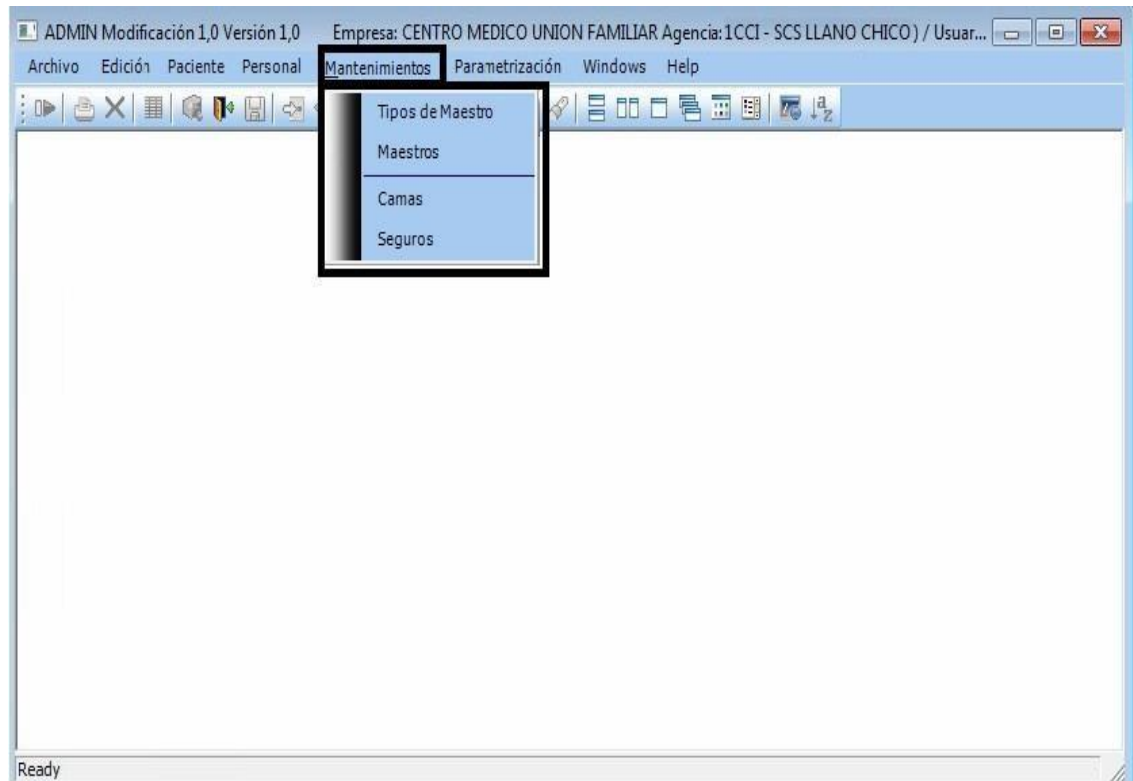 ADMIN Modificación 1,0 Versión 1,0 Empresa: CENTRO MEDICO UNION FAMILIAR Agencia: 1CCI - SCS LLANO CHICO ) / Usuar...
Archivo Edición Paciente Personal Mantenimientos Parametrización Windows Help
Tipos de Maestro
Maestros
Camas
Seguros
Ready